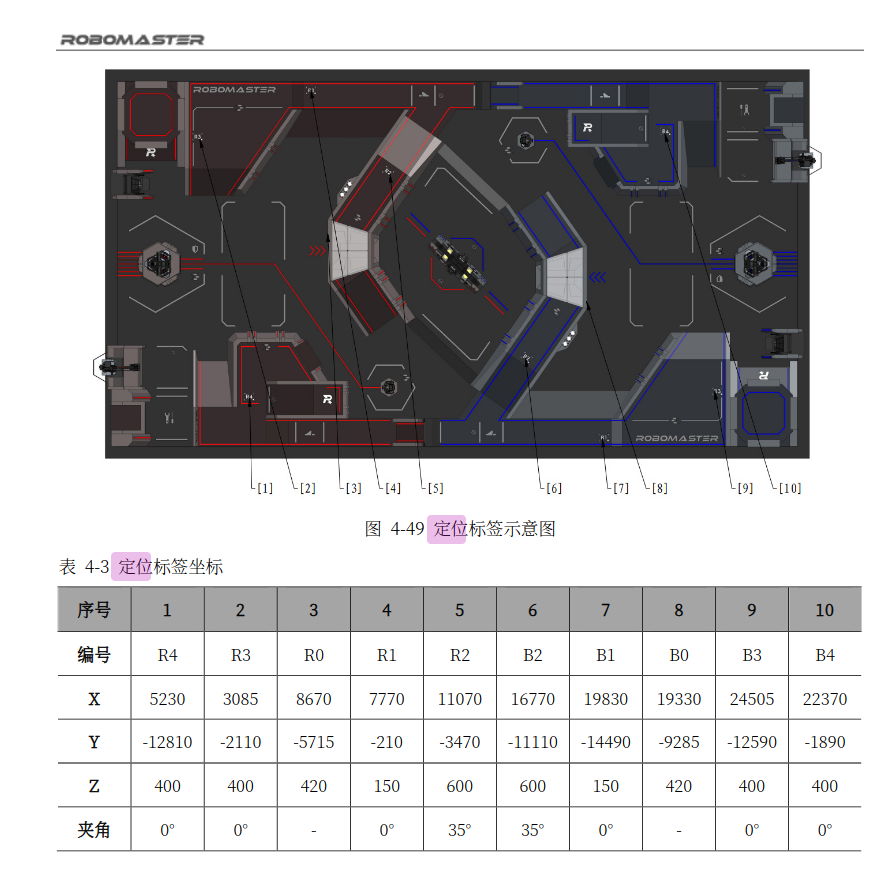 ROBOMASTER
ROBOMASTER
R
R
R
R
ROBOMASTER
[1] [2] [3] [4] [5] [6] [7] [8] [9] [10]
图 4-49 定位标签示意图
表 4-3 定位标签坐标
序号 1 2 3 4 5 6 7 8 9 10
编号 R4 R3 R0 R1 R2 B2 B1 B0 B3 B4
X 5230 3085 8670 7770 11070 16770 19830 19330 24505 22370
Y -12810 -2110 -5715 -210 -3470 -11110 -14490 -9285 -12590 -1890
Z 400 400 420 150 600 600 150 420 400 400
夹角 0° 0° - 0° 35° 35° 0° - 0° 0°